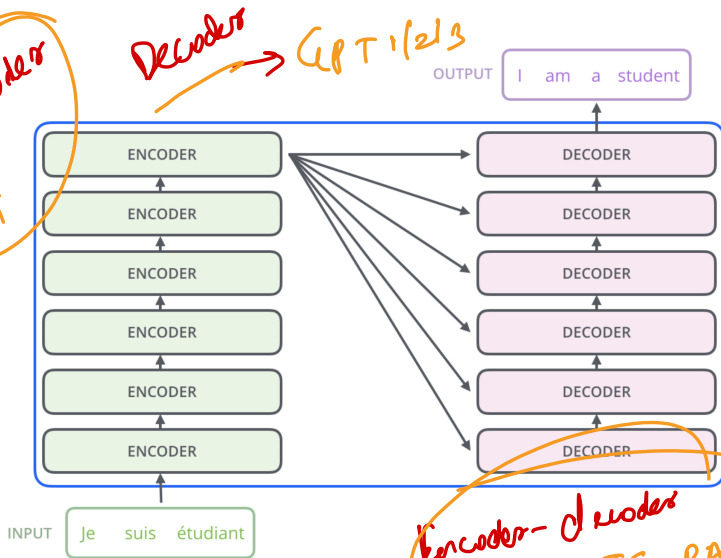 Decoder → GPT 1/2/3
OUTPUT I am a student
ENCODER DECODER
ENCODER DECODER
ENCODER DECODER
ENCODER DECODER
ENCODER DECODER
ENCODER DECODER
Encoder-decoder
INPUT Je suis étudiant